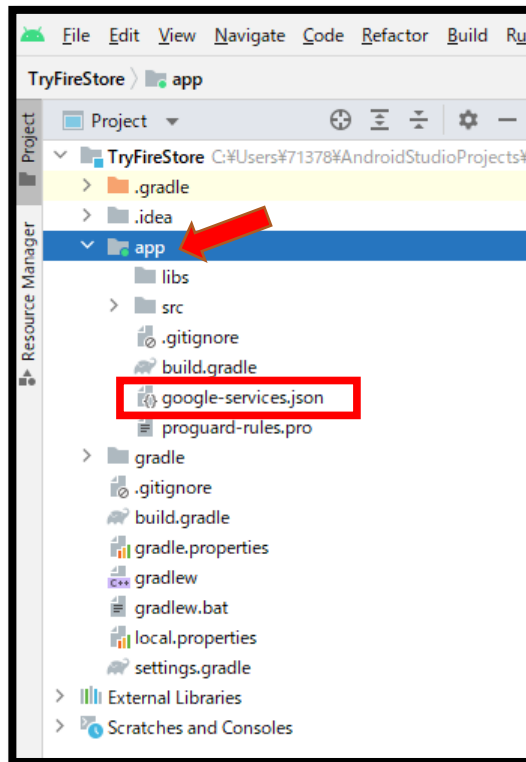 File Edit View Navigate Code Refactor Build Ru
TryFireStore app
Project
Project
Resource Manager
TryFireStore C:¥Users¥71378¥AndroidStudioProjects¥
.gradle
.idea
app
libs
src
.gitignore
build.gradle
google-services.json
proguard-rules.pro
gradle
.gitignore
build.gradle
gradle.properties
C++ gradlew
gradlew.bat
local.properties
settings.gradle
External Libraries
Scratches and Consoles